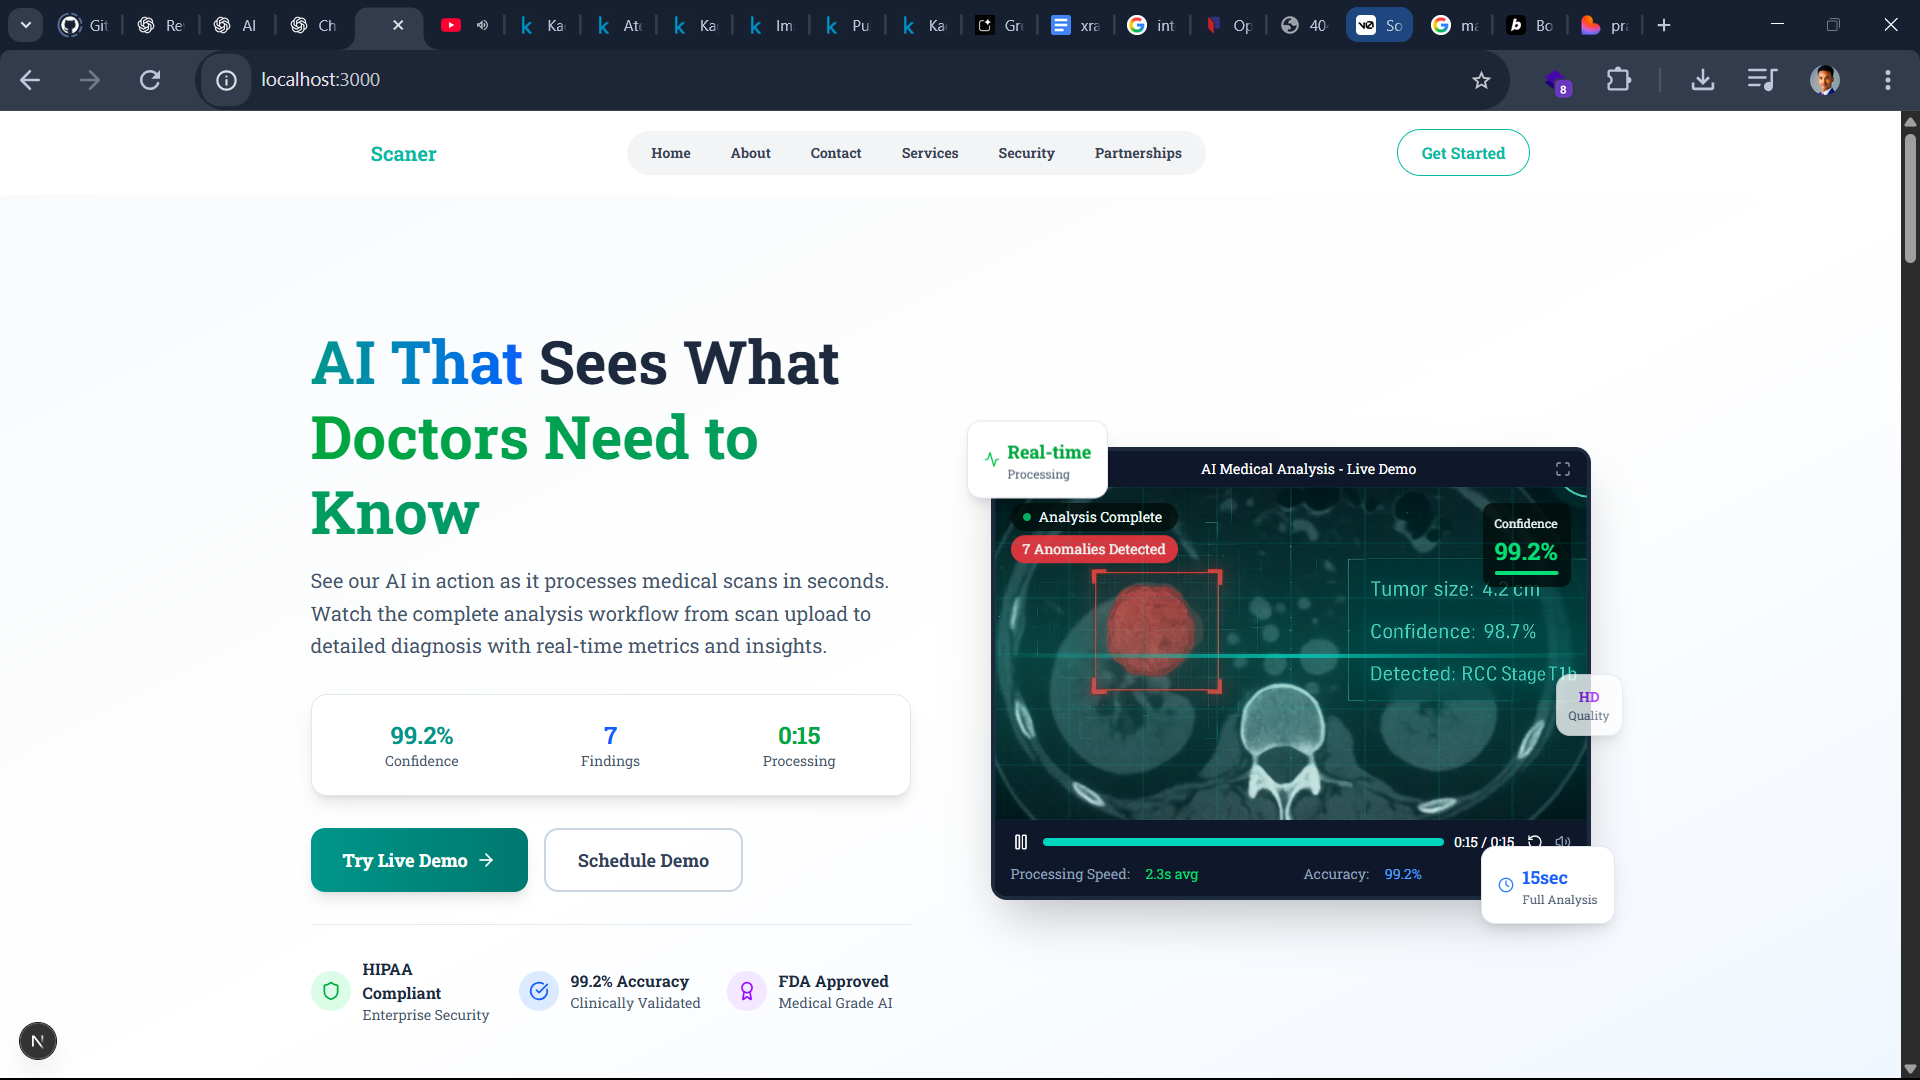 Git
Re
AI
Ch
Ka
At
Ka
Im
Pu
Ka
Gr
xra
int
Op
40
v0
So
ma
b
Bo
pra
localhost:3000
8
Scaner
Home
About
Contact
Services
Security
Partnerships
Get Started
AI That Sees What
Doctors Need to
Know
See our AI in action as it processes medical scans in seconds.
Watch the complete analysis workflow from scan upload to
detailed diagnosis with real-time metrics and insights.
99.2%
Confidence
7
Findings
0:15
Processing
Try Live Demo
Schedule Demo
HIPAA
Compliant
Enterprise Security
99.2% Accuracy
Clinically Validated
FDA Approved
Medical Grade AI
N
Real-time
Processing
AI Medical Analysis - Live Demo
Analysis Complete
7 Anomalies Detected
Confidence
99.2%
Tumor size: 4.2 cm
Confidence: 98.7%
Detected: RCC Stage T1b
HD
Quality
0:15 / 0:15
Processing Speed: 2.3s avg
Accuracy: 99.2%
15sec
Full Analysis